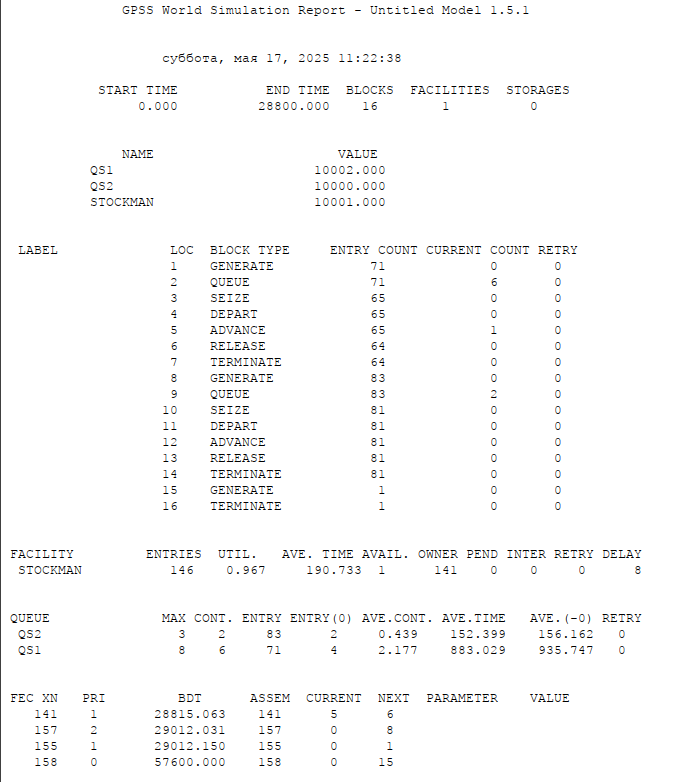 GPSS World Simulation Report - Untitled Model 1.5.1
суббота, мая 17, 2025 11:22:38
START TIME END TIME BLOCKS FACILITIES STORAGES
0.000 28800.000 16 1 0
NAME VALUE
QS1 10002.000
QS2 10000.000
STOCKMAN 10001.000
LABEL LOC BLOCK TYPE ENTRY COUNT CURRENT COUNT RETRY
1 GENERATE 71 0 0
2 QUEUE 71 6 0
3 SEIZE 65 0 0
4 DEPART 65 0 0
5 ADVANCE 65 1 0
6 RELEASE 64 0 0
7 TERMINATE 64 0 0
8 GENERATE 83 0 0
9 QUEUE 83 2 0
10 SEIZE 81 0 0
11 DEPART 81 0 0
12 ADVANCE 81 0 0
13 RELEASE 81 0 0
14 TERMINATE 81 0 0
15 GENERATE 1 0 0
16 TERMINATE 1 0 0
FACILITY ENTRIES UTIL. AVE. TIME AVAIL. OWNER PEND INTER RETRY DELAY
STOCKMAN 146 0.967 190.733 1 141 0 0 0 8
QUEUE MAX CONT. ENTRY ENTRY(0) AVE.CONT. AVE.TIME AVE.(-0) RETRY
QS2 3 2 83 2 0.439 152.399 156.162 0
QS1 8 6 71 4 2.177 883.029 935.747 0
FEC XN PRI BDT ASSEM CURRENT NEXT PARAMETER VALUE
141 1 28815.063 141 5 6
157 2 29012.031 157 0 8
155 1 29012.150 155 0 1
158 0 57600.000 158 0 15